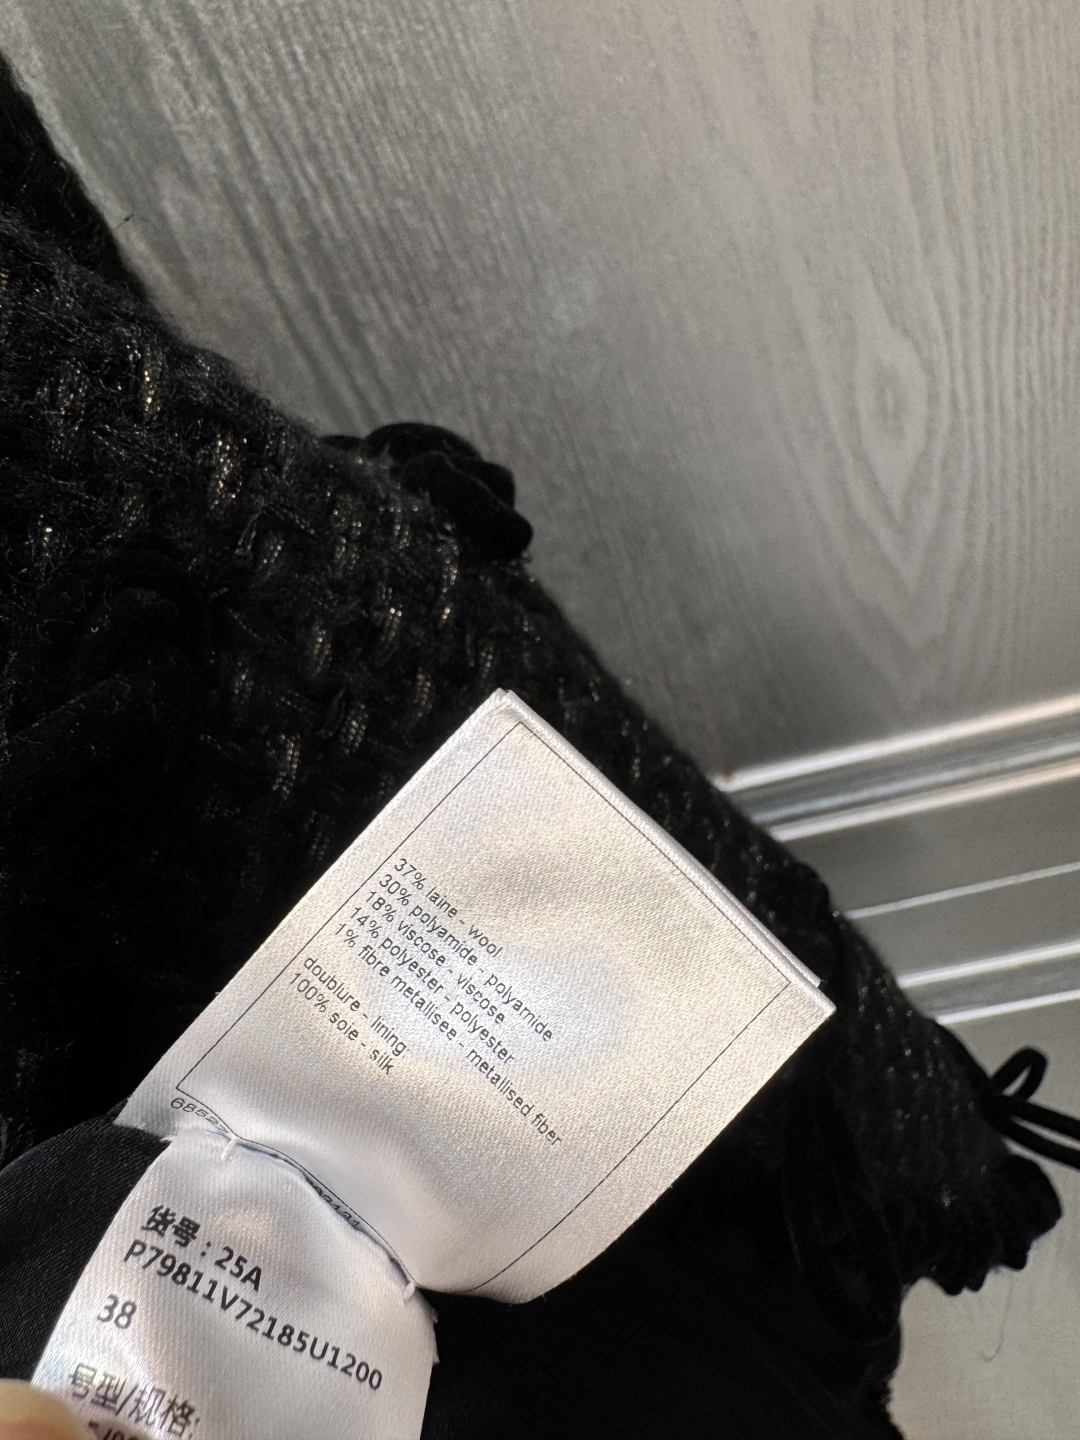 37% laine - wool
30% polyamide - polyamide
18% viscose - viscose
14% polyester - polyester
1% fibre metallisee - metallised fiber
doublure - lining
100% soie - silk
货号：25A
P79811V72185U1200
38
号型/规格: